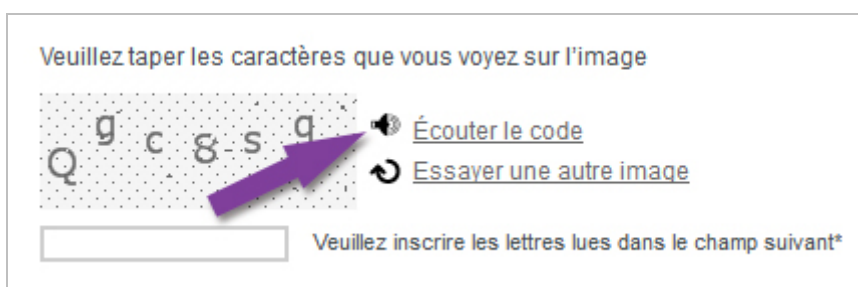 Veuillez taper les caractères que vous voyez sur l'image
Écouter le code
Essayer une autre image
Veuillez inscrire les lettres lues dans le champ suivant*